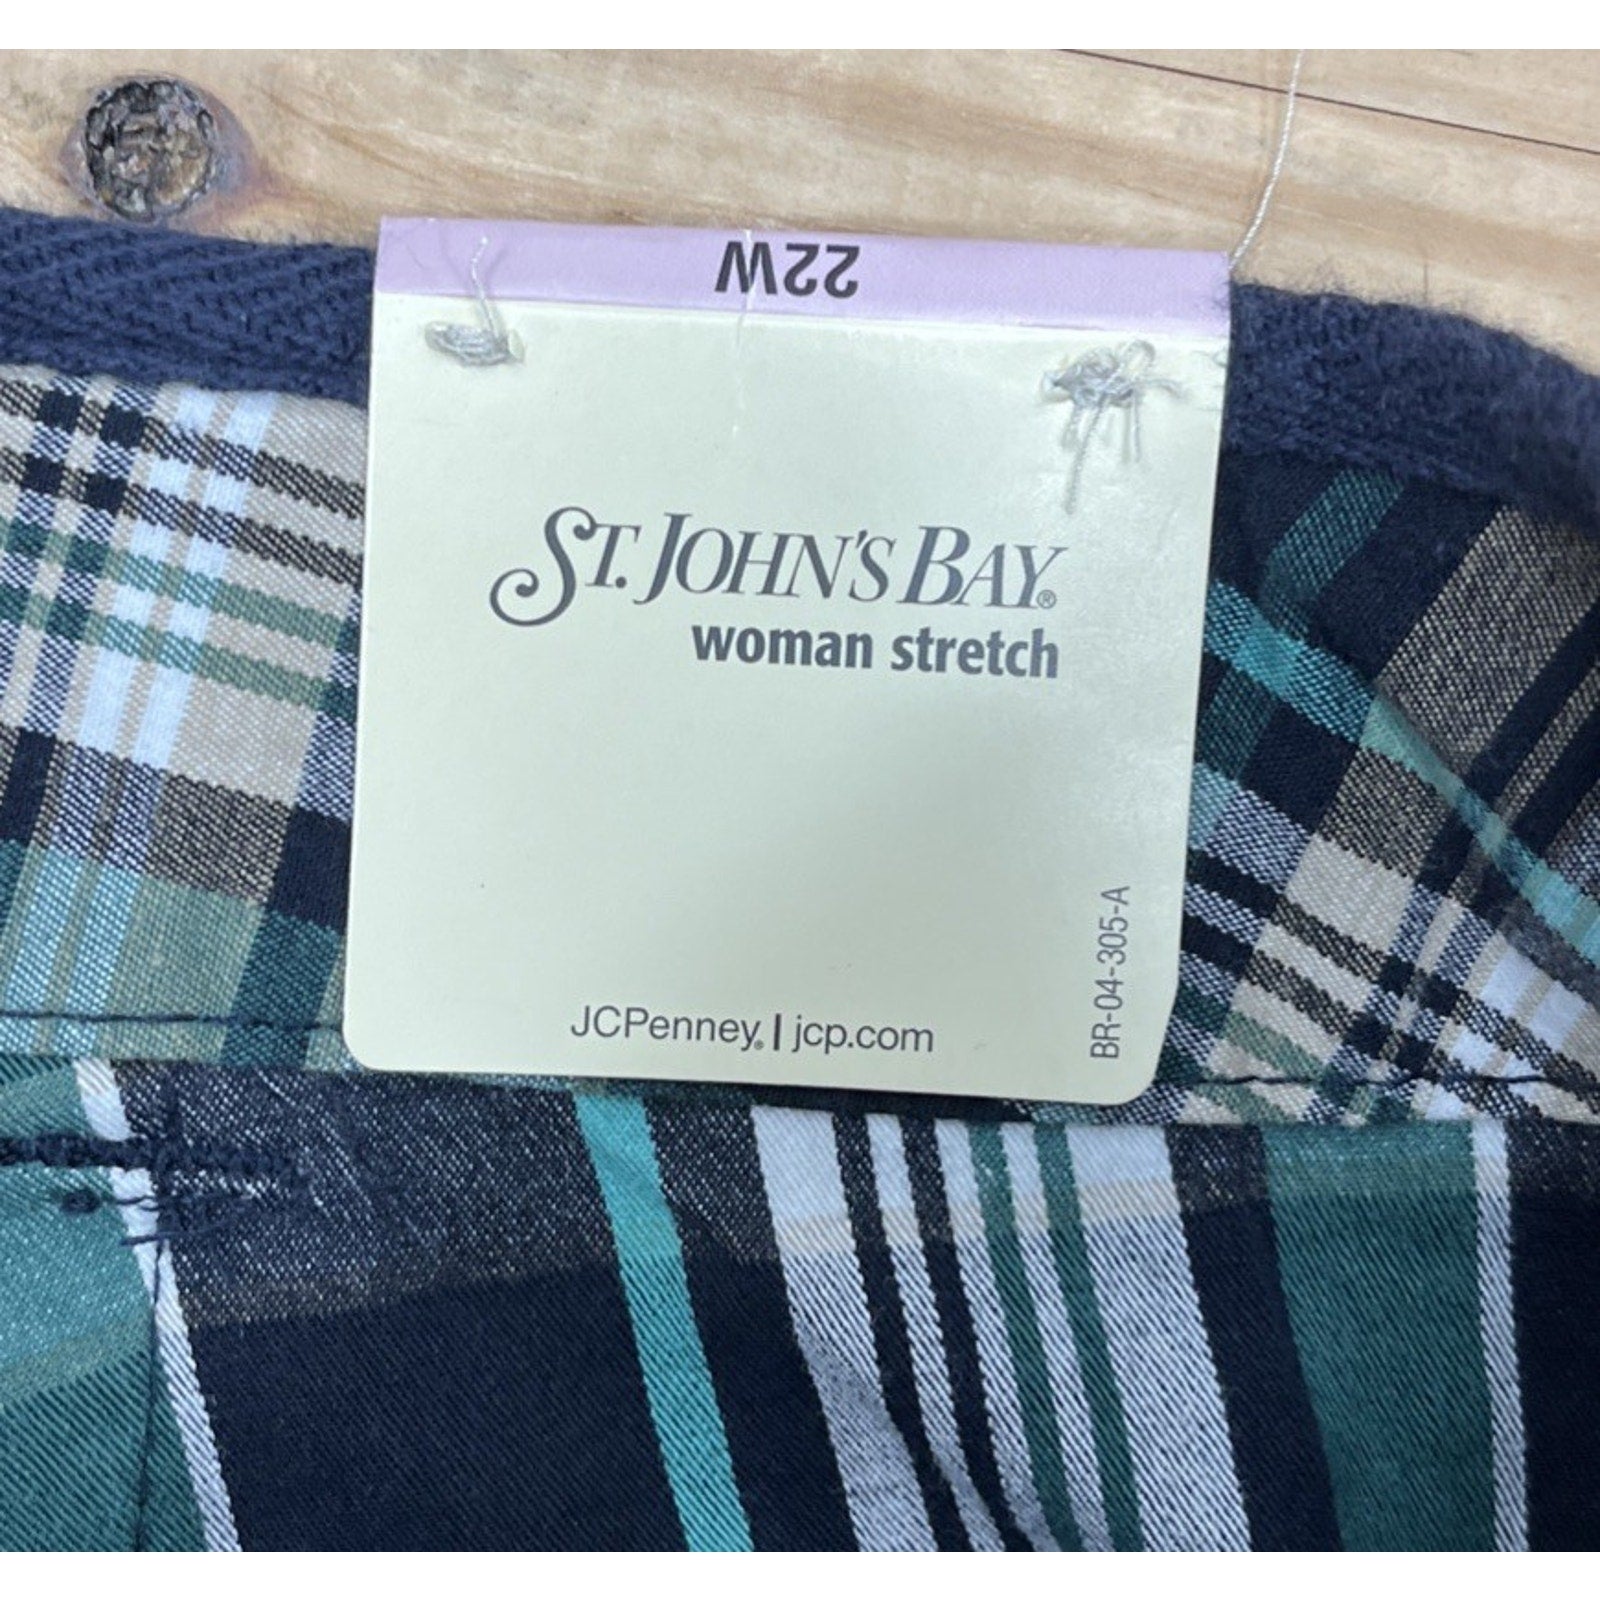 22W
ST. JOHN'S BAY®
woman stretch
BR-04-305-A
JCPenney® | jcp.com